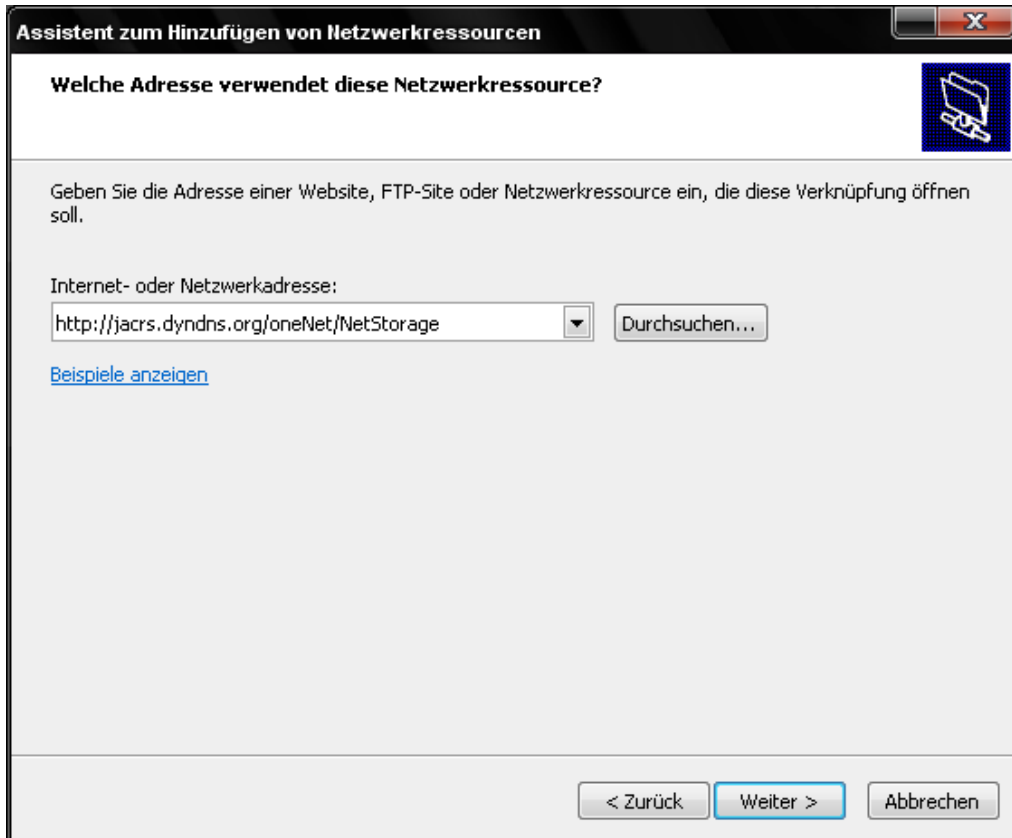 Assistent zum Hinzufügen von Netzwerkressourcen
Welche Adresse verwendet diese Netzwerkressource?
Geben Sie die Adresse einer Website, FTP-Site oder Netzwerkressource ein, die diese Verknüpfung öffnen
soll.
Internet- oder Netzwerkadresse:
http://jacrs.dyndns.org/oneNet/NetStorage
Durchsuchen...
Beispiele anzeigen
< Zurück
Weiter >
Abbrechen